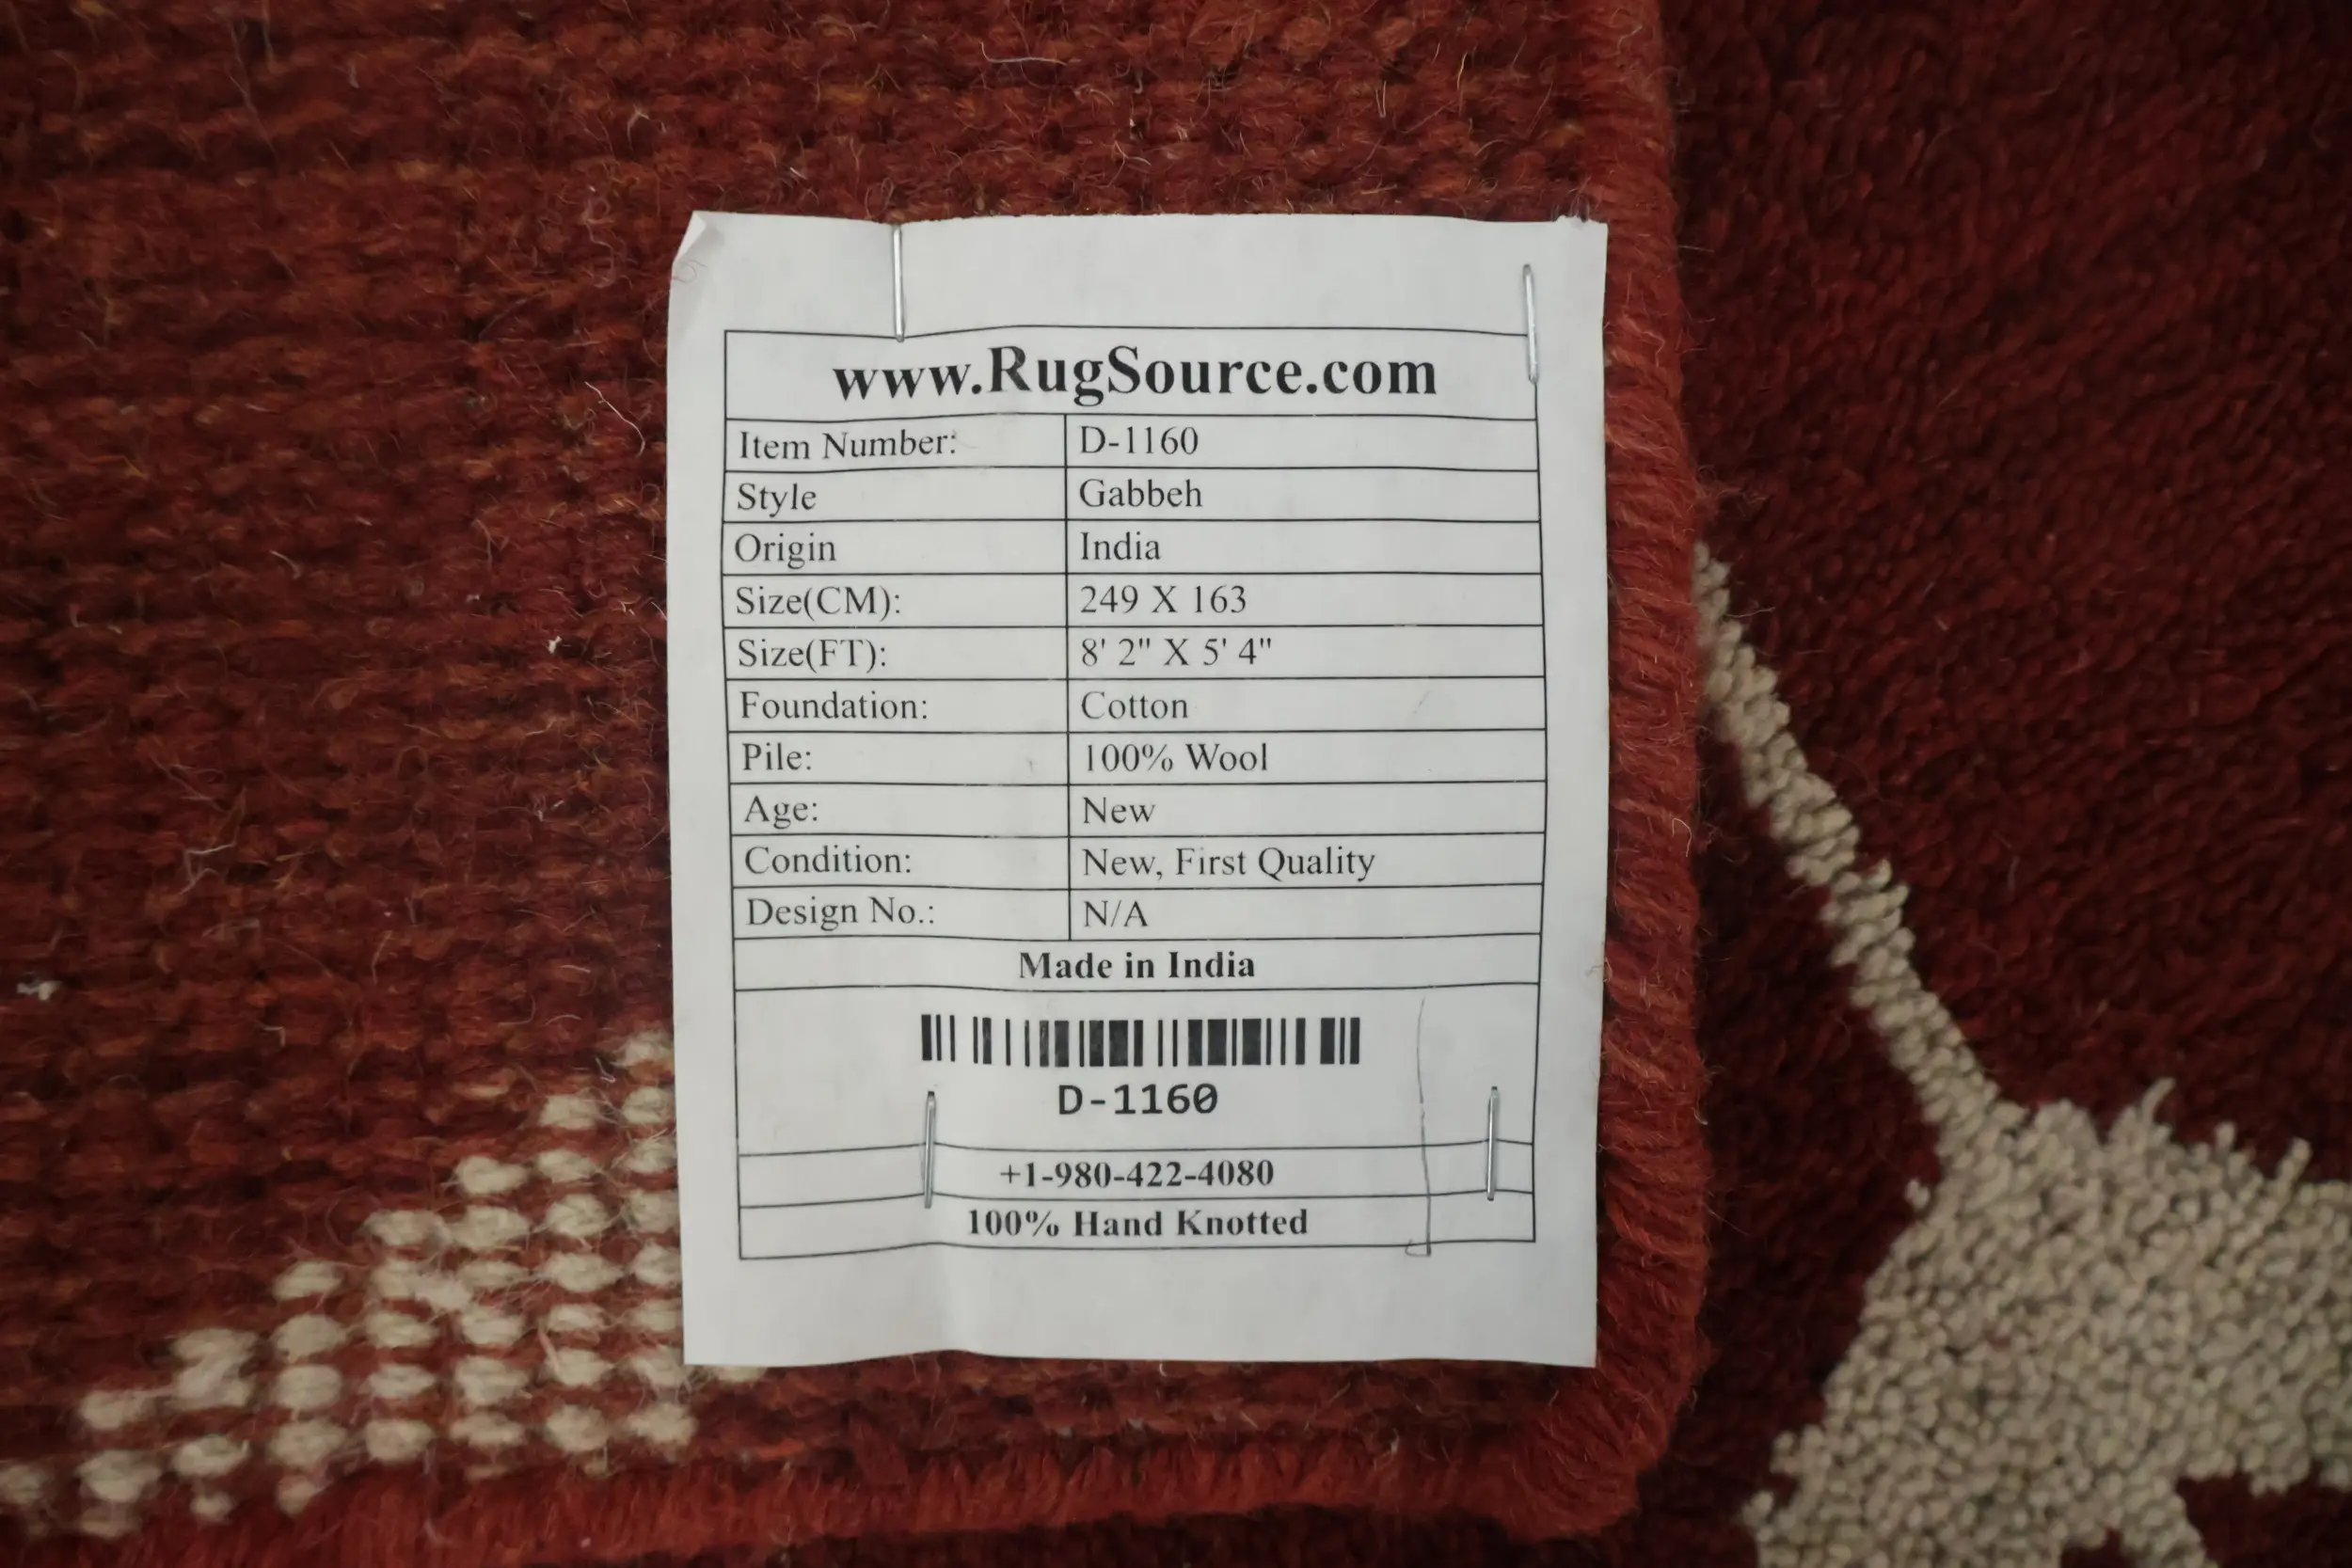 www.RugSource.com
Item Number: D-1160
Style Gabbeh
Origin India
Size(CM): 249 X 163
Size(FT): 8' 2" X 5' 4"
Foundation: Cotton
Pile: 100% Wool
Age: New
Condition: New, First Quality
Design No.: N/A
Made in India
D-1160
+1-980-422-4080
100% Hand Knotted